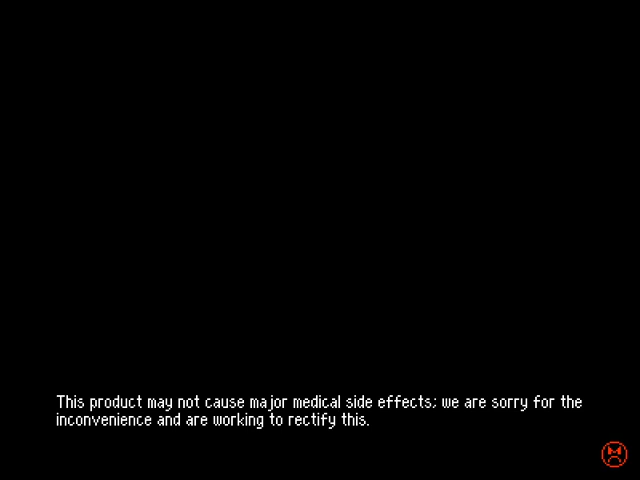 This product may not cause major medical side effects; we are sorry for the
inconvenience and are working to rectify this.